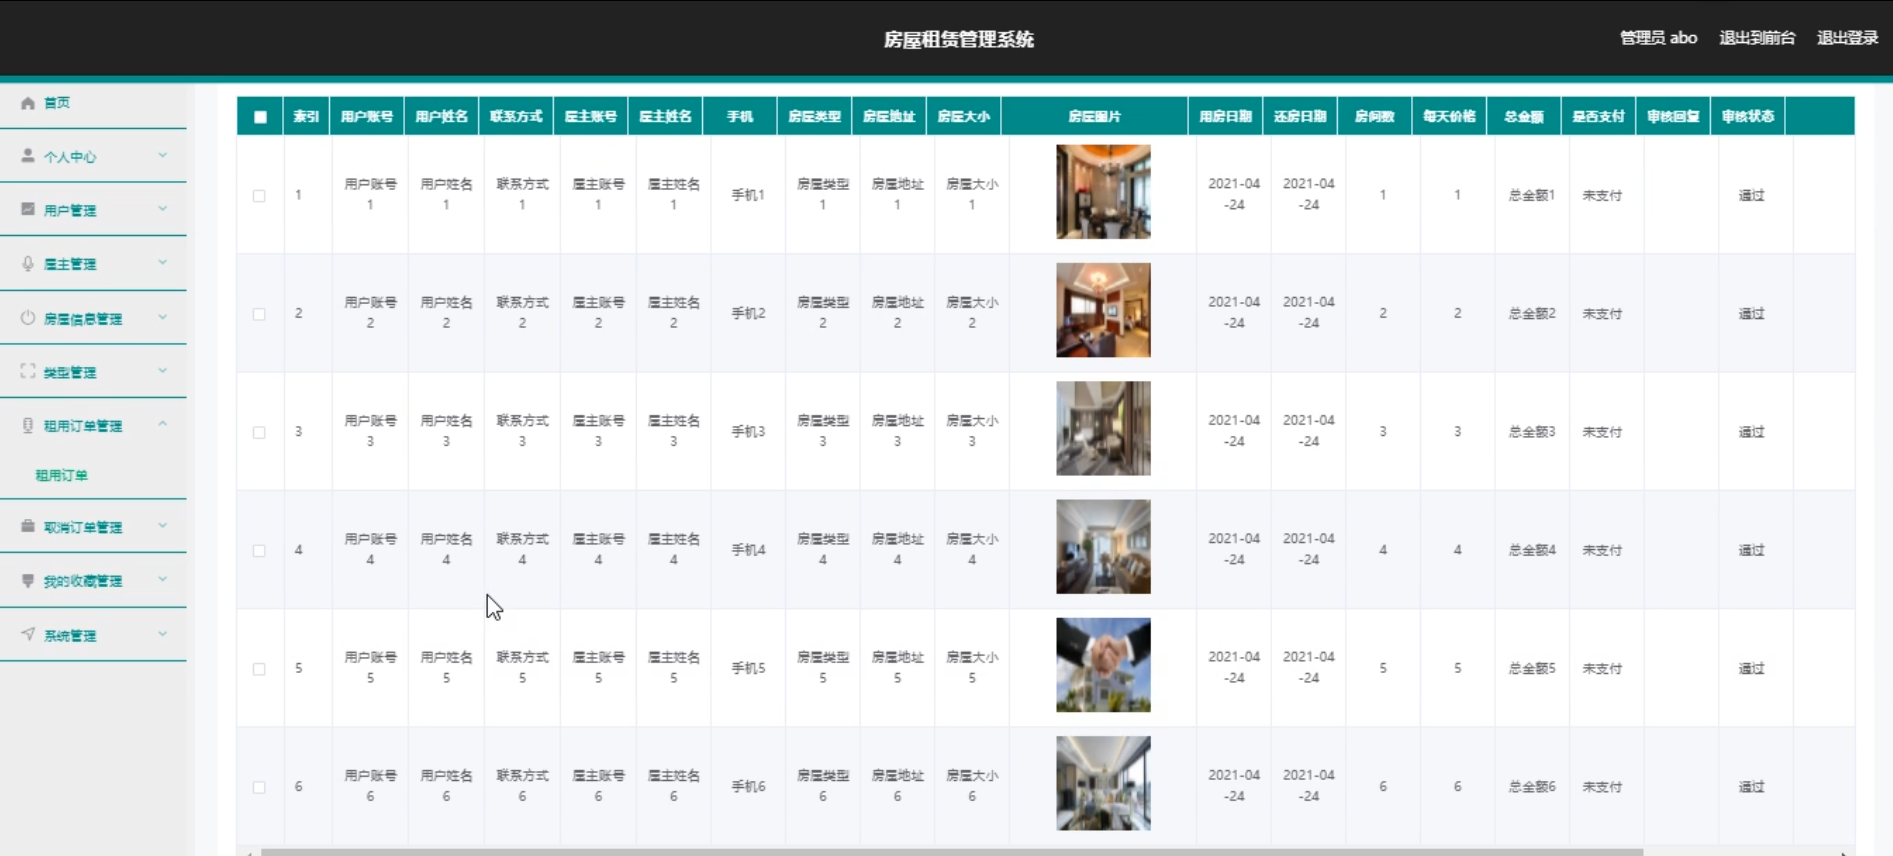 房屋租赁管理系统
管理员 abo 退出到前台 退出登录
首页
个人中心
用户管理
屋主管理
房屋信息管理
类型管理
租用订单管理
租用订单
取消订单管理
我的收藏管理
系统管理
索引 用户账号 用户姓名 联系方式 屋主账号 屋主姓名 手机 房屋类型 房屋地址 房屋大小 房屋图片 用房日期 还房日期 房间数 每天价格 总金额 是否支付 审核回复 审核状态
用户账号 用户姓名 联系方式 屋主账号 屋主姓名 房屋类型 房屋地址 房屋大小 2021-04 2021-04
1 手机1 1 1 总金额1 未支付 通过
1 1 1 1 1 1 1 1 -24 -24
用户账号 用户姓名 联系方式 屋主账号 屋主姓名 房屋类型 房屋地址 房屋大小 2021-04 2021-04
2 手机2 2 2 总金额2 未支付 通过
2 2 2 2 2 2 2 2 -24 -24
用户账号 用户姓名 联系方式 屋主账号 屋主姓名 房屋类型 房屋地址 房屋大小 2021-04 2021-04
3 手机3 3 3 总金额3 未支付 通过
3 3 3 3 3 3 3 3 -24 -24
用户账号 用户姓名 联系方式 屋主账号 屋主姓名 房屋类型 房屋地址 房屋大小 2021-04 2021-04
4 手机4 4 4 总金额4 未支付 通过
4 4 4 4 4 4 4 4 -24 -24
用户账号 用户姓名 联系方式 屋主账号 屋主姓名 房屋类型 房屋地址 房屋大小 2021-04 2021-04
5 手机5 5 5 总金额5 未支付 通过
5 5 5 5 5 5 5 5 -24 -24
用户账号 用户姓名 联系方式 屋主账号 屋主姓名 房屋类型 房屋地址 房屋大小 2021-04 2021-04
6 手机6 6 6 总金额6 未支付 通过
6 6 6 6 6 6 6 6 -24 -24